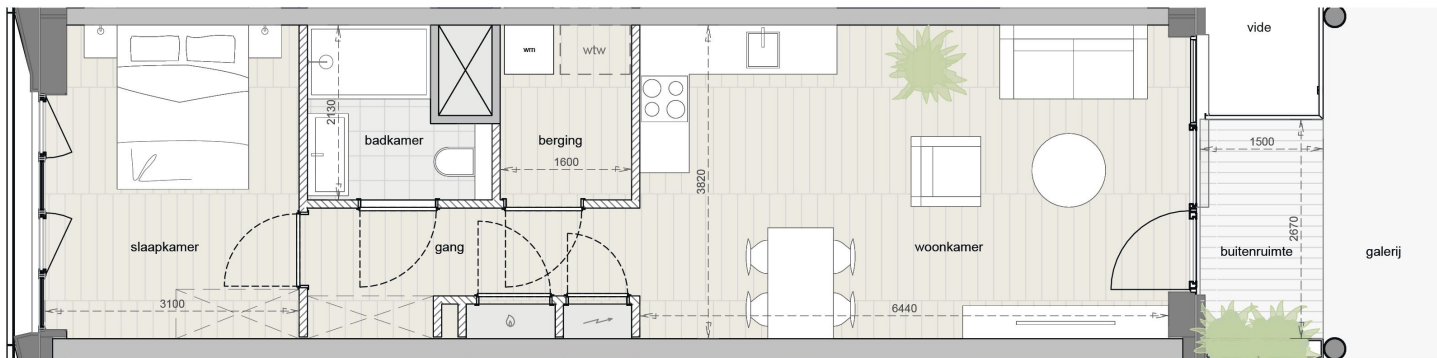 vide
wm
wtw
2130
badkamer
berging
1600
1500
3820
slaapkamer
gang
woonkamer
2670
buitenruimte
galerij
3100
6440